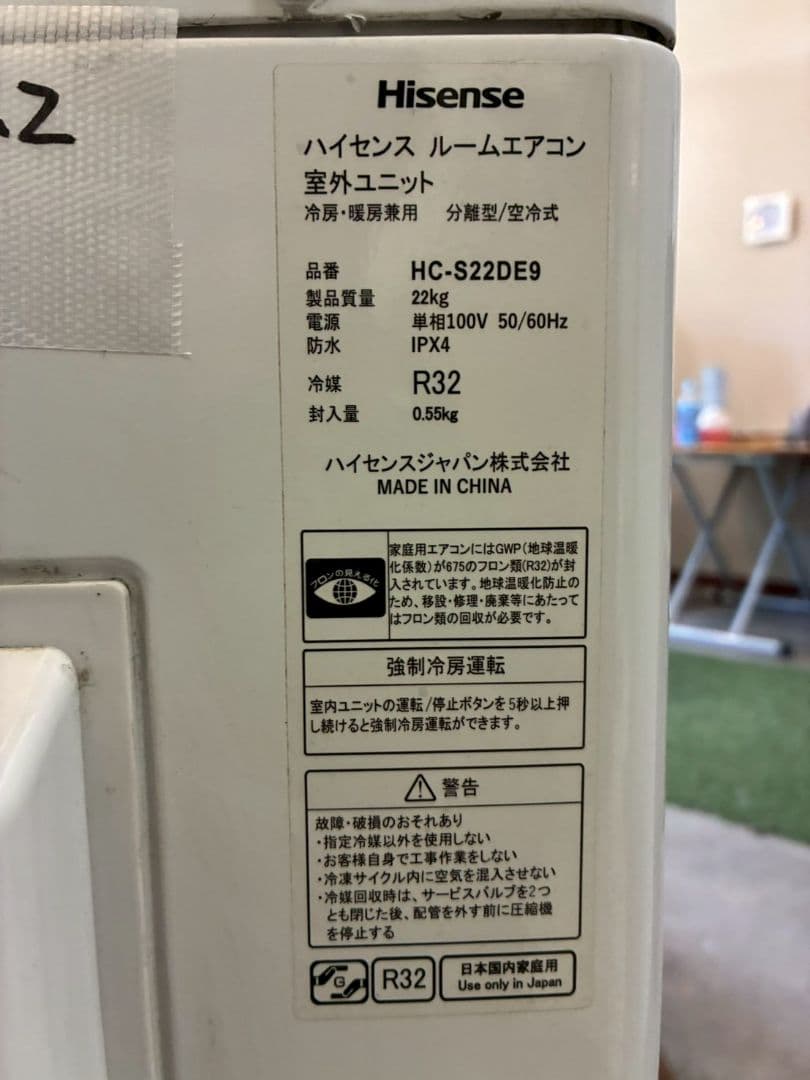 2
Hisense
ハイセンス ルームエアコン
室外ユニット
冷房・暖房兼用 分離型/空冷式
品番 HC-S22DE9
製品質量 22kg
電源 単相100V 50/60Hz
防水 IPX4
冷媒 R32
封入量 0.55kg
ハイセンスジャパン株式会社
MADE IN CHINA
フロンの見える化
家庭用エアコンにはGWP(地球温暖
化係数)が675のフロン類(R32)が封
入されています。地球温暖化防止の
ため、移設・修理・廃棄等にあたって
はフロン類の回収が必要です。
強制冷房運転
室内ユニットの運転/停止ボタンを5秒以上押
し続けると強制冷房運転ができます。
警告
故障・破損のおそれあり
・指定冷媒以外を使用しない
・お客様自身で工事作業をしない
・冷凍サイクル内に空気を混入させない
・冷媒回収時は、サービスバルブを2つ
とも閉じた後、配管を外す前に圧縮機
を停止する
G R32 日本国内家庭用
Use only in Japan